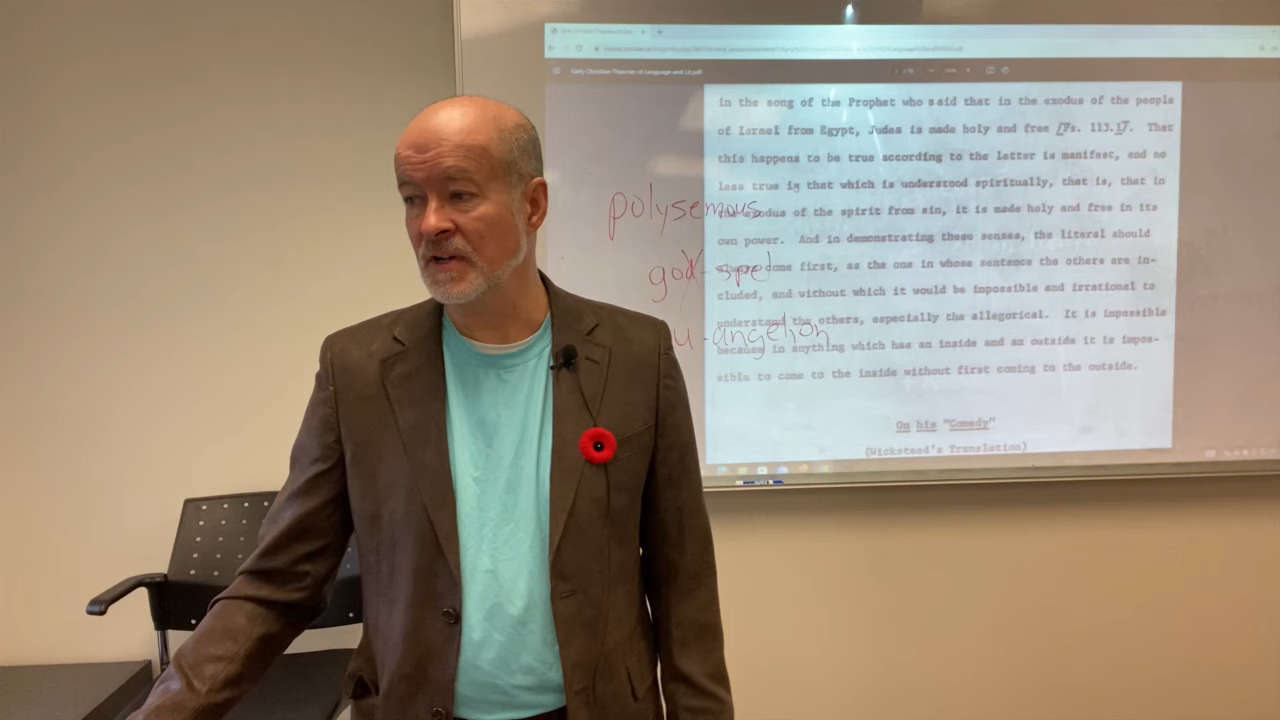 Early Christian Theories of Language and Lit.pdf
in the song of the Prophet who said that in the exodus of the people
of Israel from Egypt, Judea is made holy and free [Ps. 113.1]. That
this happens to be true according to the letter is manifest, and no
less true is that which is understood spiritually, that is, that in
the exodus of the spirit from sin, it is made holy and free in its
own power. And in demonstrating these senses, the literal should
come first, as the one in whose sentence the others are in-
cluded, and without which it would be impossible and irrational to
understand the others, especially the allegorical. It is impossible
because in anything which has an inside and an outside it is impos-
sible to come to the inside without first coming to the outside.
On his "Comedy"
(Wicksteed's Translation)
polysemous
god-spel
u-angelion